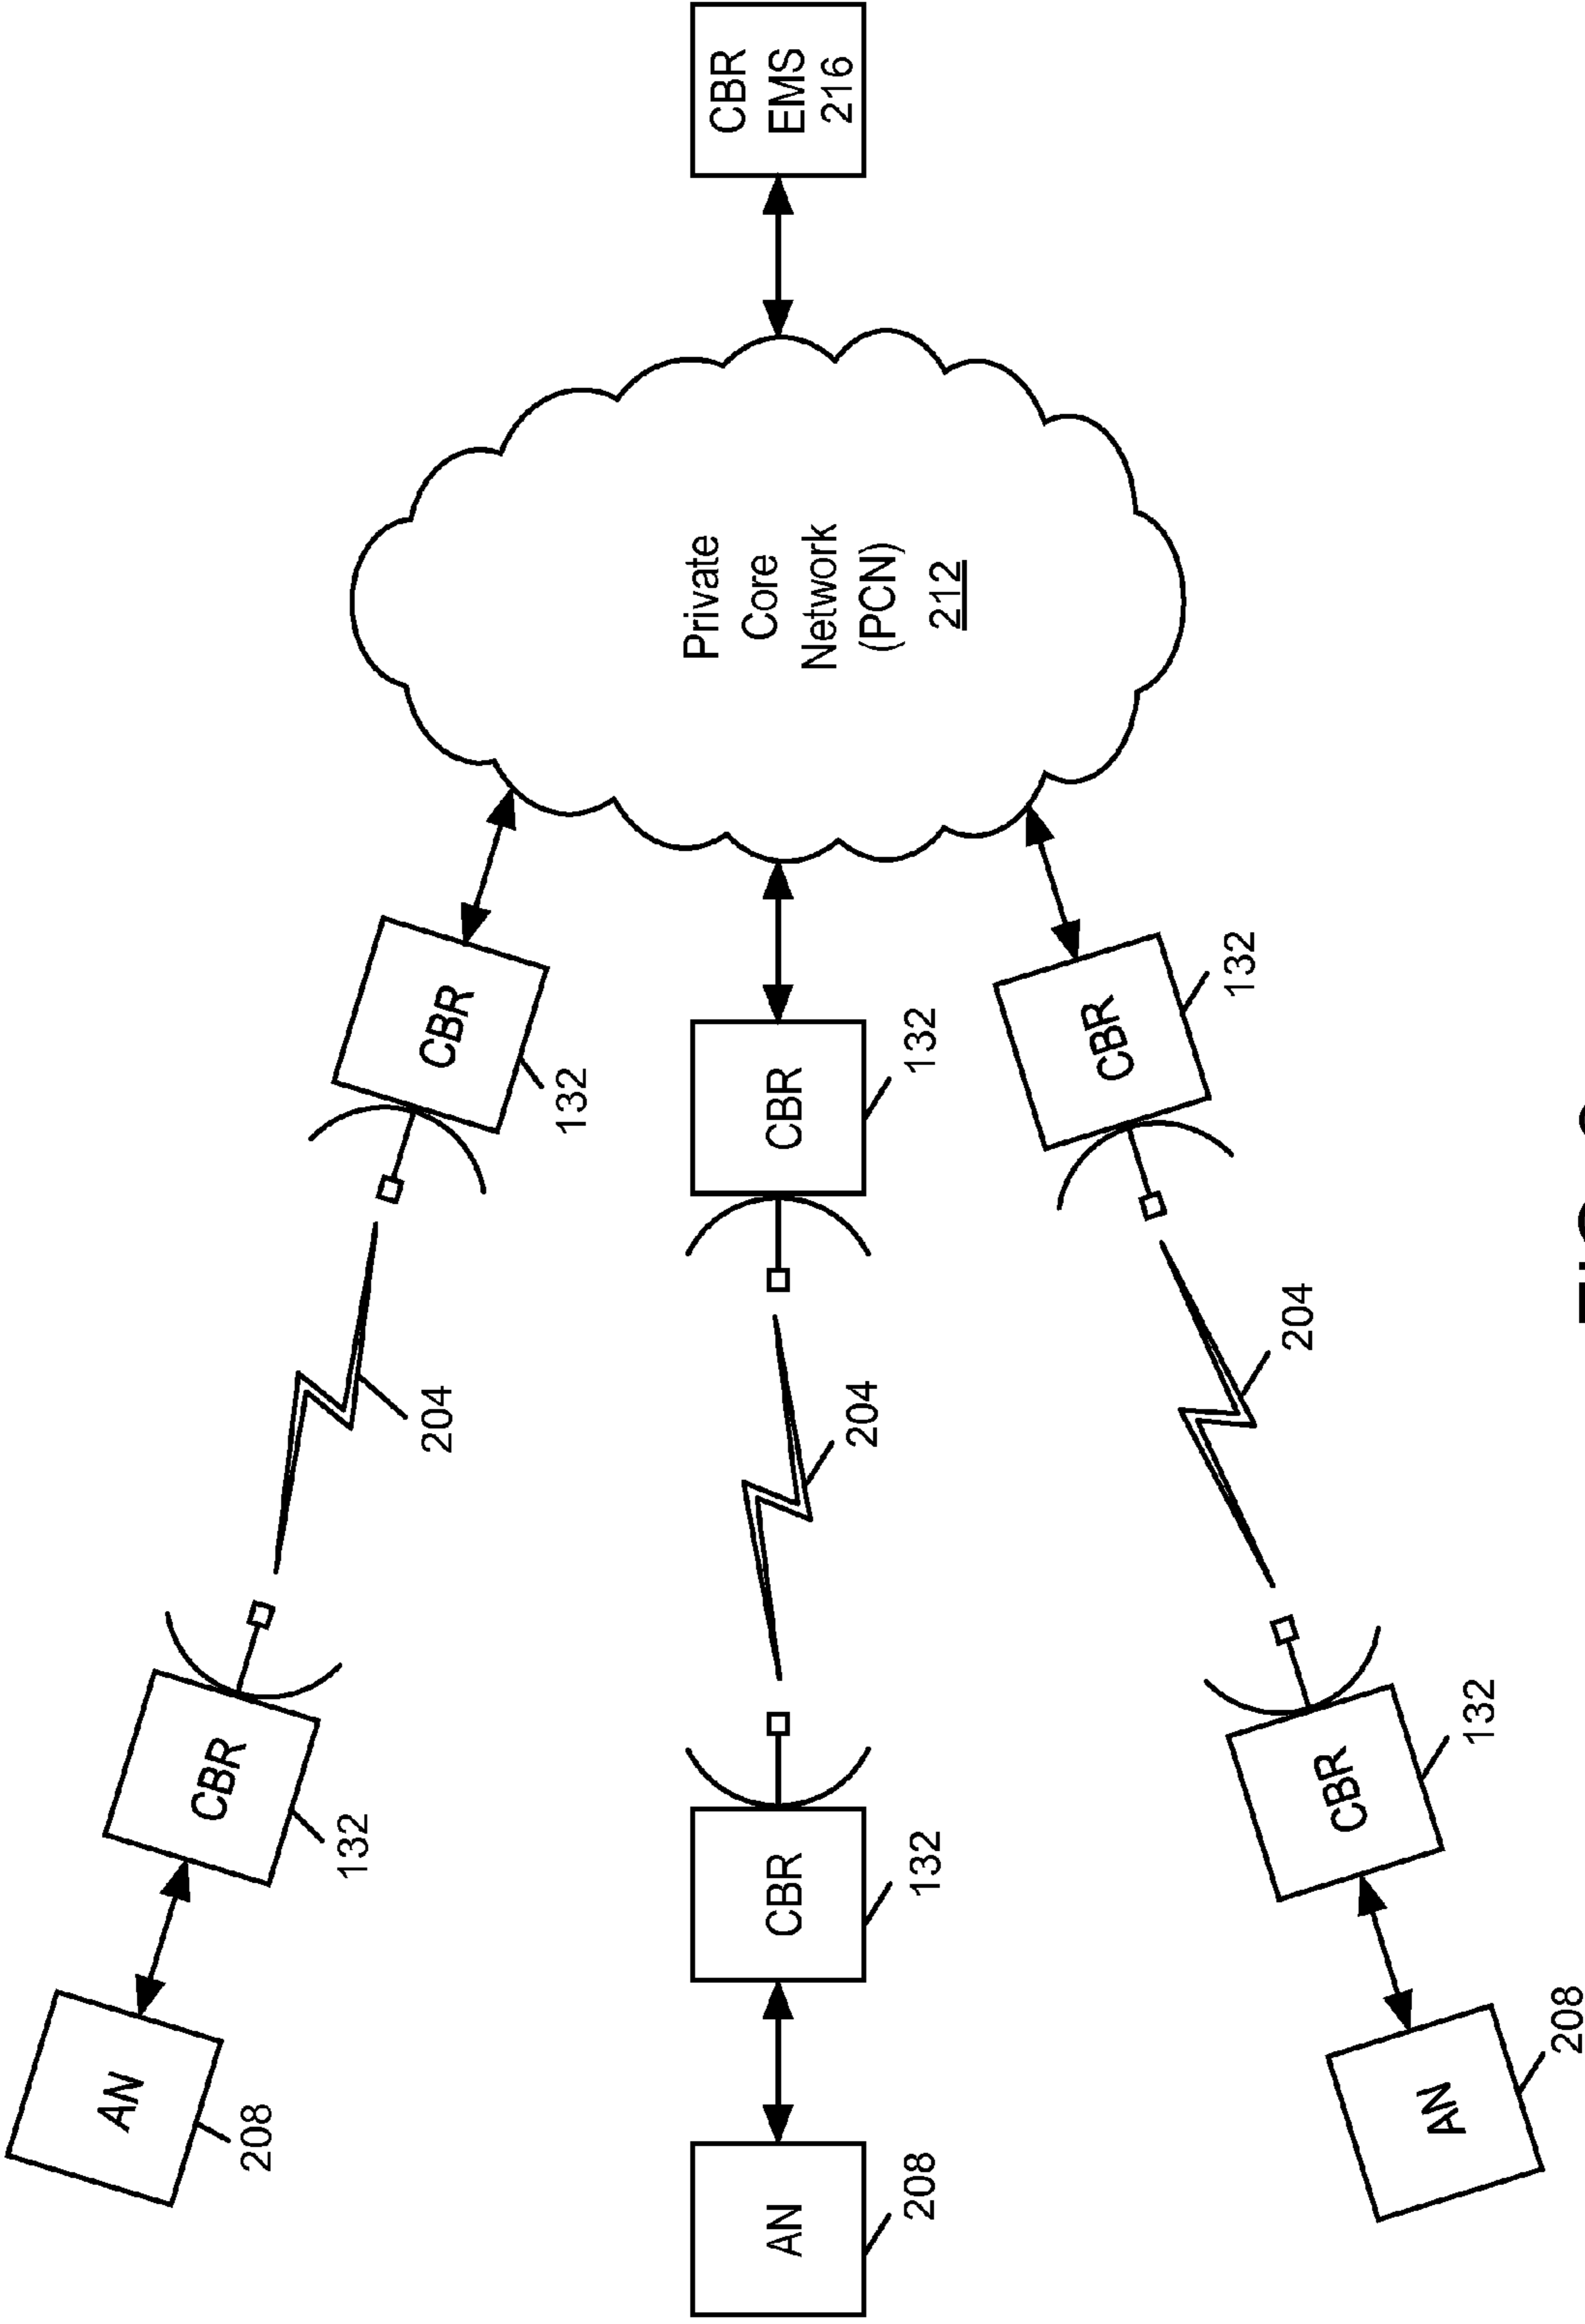 AN
208
CBR
132
204
CBR
132
Private
Core
Network
(PCN)
212
CBR
EMS
216
AN
208
CBR
132
204
CBR
132
AN
208
CBR
132
204
CBR
132